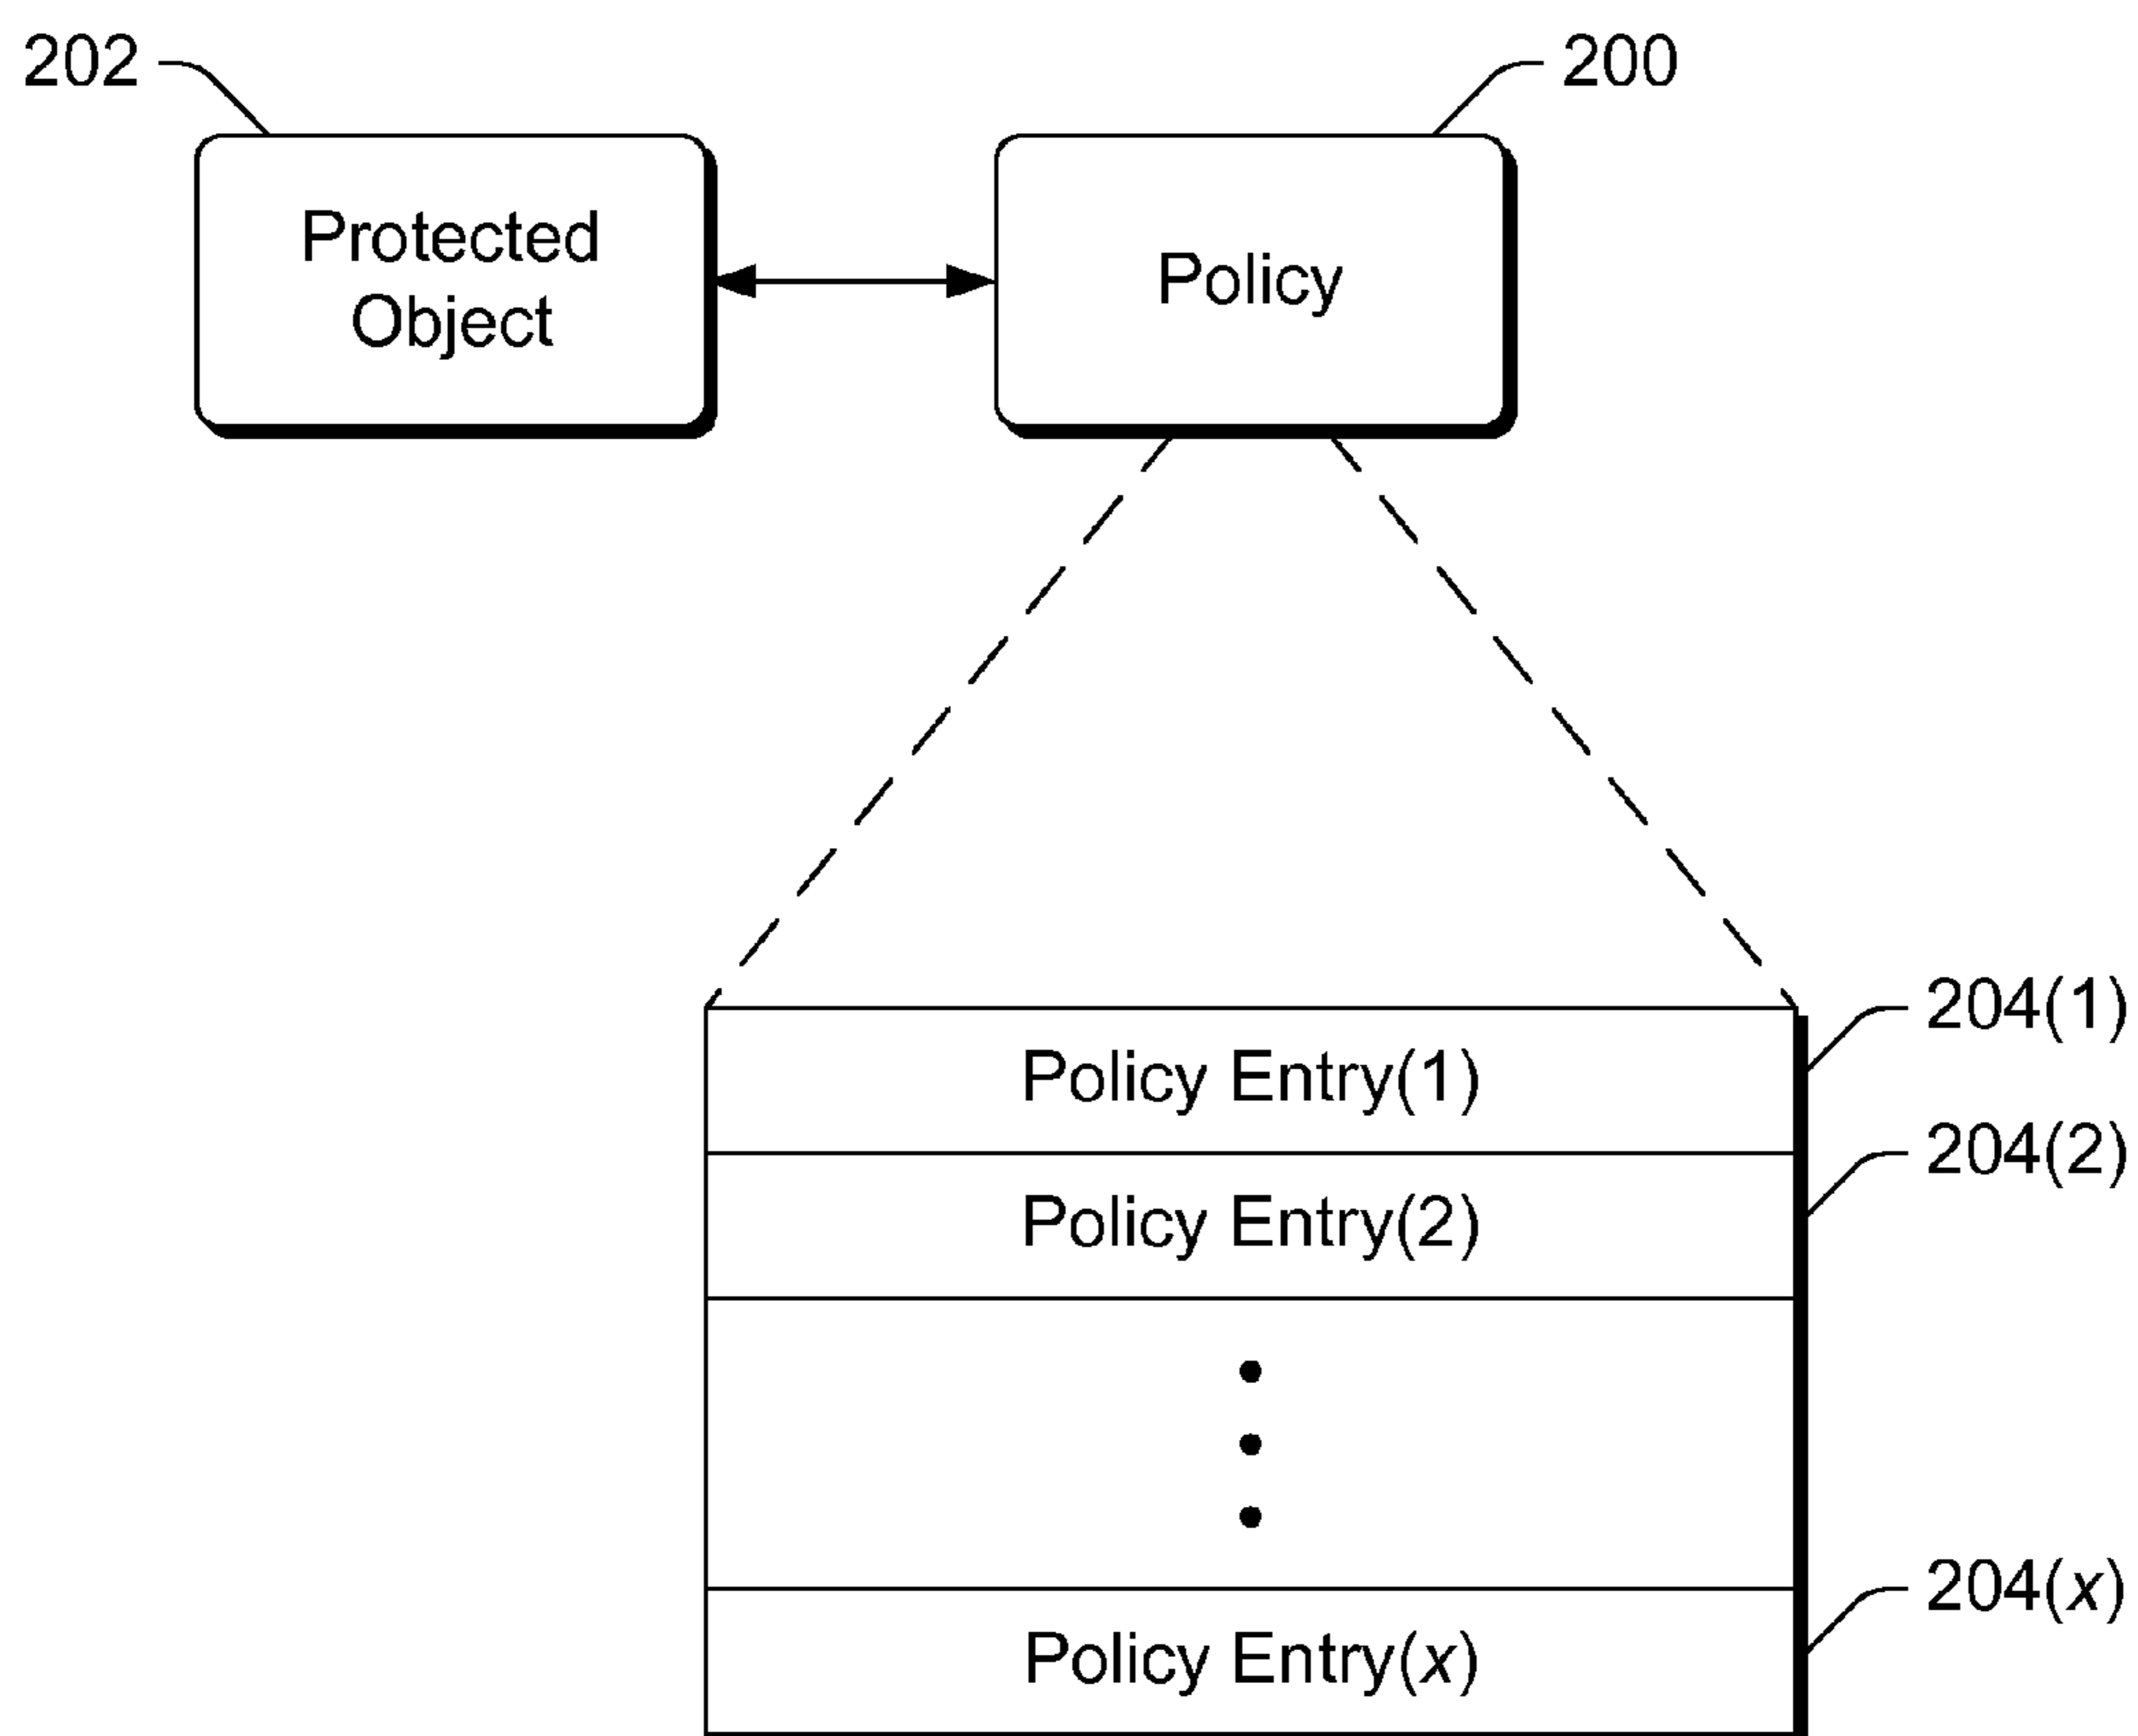 202
200
Protected
Object
Policy
204(1)
Policy Entry(1)
204(2)
Policy Entry(2)
204(x)
Policy Entry(x)